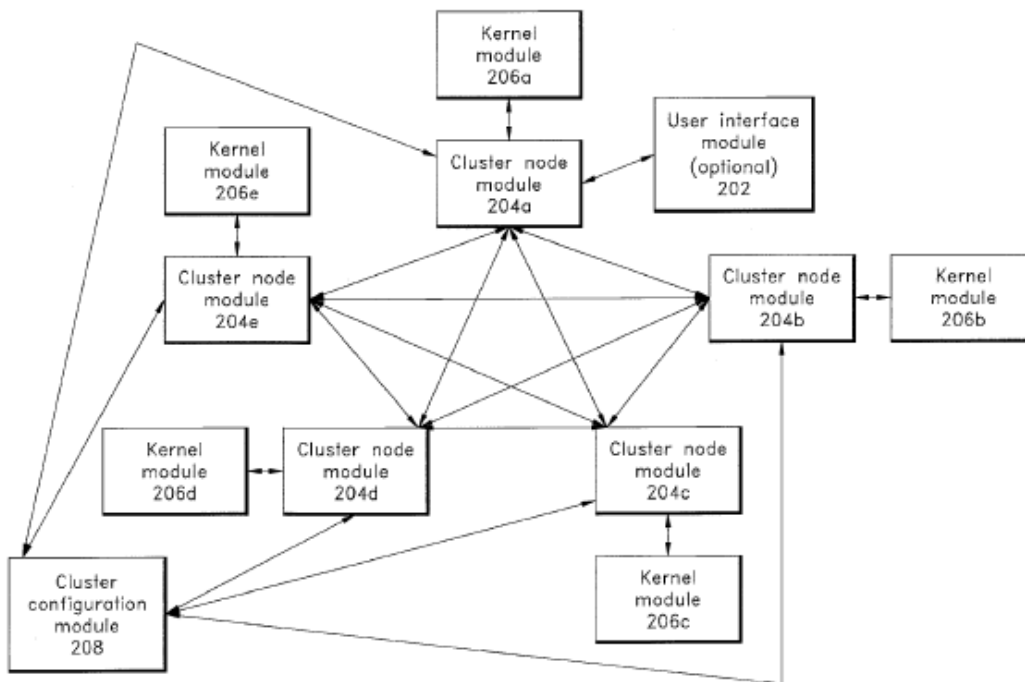 Kernel
module
206a
User interface
module
(optional)
202
Kernel
module
206e
Cluster node
module
204a
Cluster node
module
204e
Cluster node
module
204b
Kernel
module
206b
Kernel
module
206d
Cluster node
module
204d
Cluster node
module
204c
Cluster
configuration
module
208
Kernel
module
206c